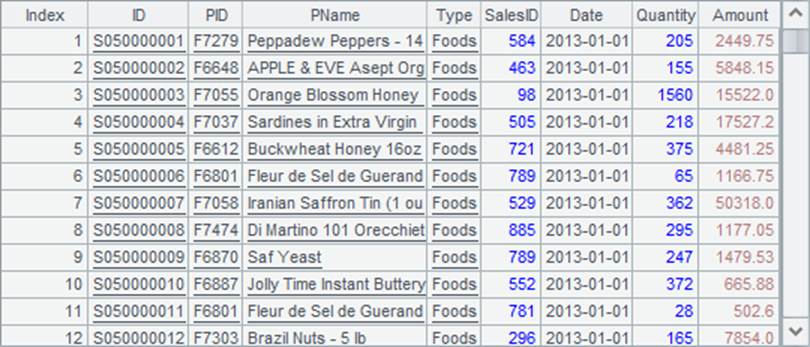 Index ID PID PName Type SalesID Date Quantity Amount
1 S050000001 F7279 Peppadew Peppers - 14 Foods 584 2013-01-01 205 2449.75
2 S050000002 F6648 APPLE & EVE Asept Org Foods 463 2013-01-01 155 5848.15
3 S050000003 F7055 Orange Blossom Honey Foods 98 2013-01-01 1560 15522.0
4 S050000004 F7037 Sardines in Extra Virgin Foods 505 2013-01-01 218 17527.2
5 S050000005 F6612 Buckwheat Honey 16oz Foods 721 2013-01-01 375 4481.25
6 S050000006 F6801 Fleur de Sel de Guerand Foods 789 2013-01-01 65 1166.75
7 S050000007 F7058 Iranian Saffron Tin (1 ou Foods 529 2013-01-01 362 50318.0
8 S050000008 F7474 Di Martino 101 Orecchiet Foods 885 2013-01-01 295 1177.05
9 S050000009 F6870 Saf Yeast Foods 789 2013-01-01 247 1479.53
10 S050000010 F6887 Jolly Time Instant Buttery Foods 552 2013-01-01 372 665.88
11 S050000011 F6801 Fleur de Sel de Guerand Foods 781 2013-01-01 28 502.6
12 S050000012 F7303 Brazil Nuts - 5 lb Foods 296 2013-01-01 165 7854.0